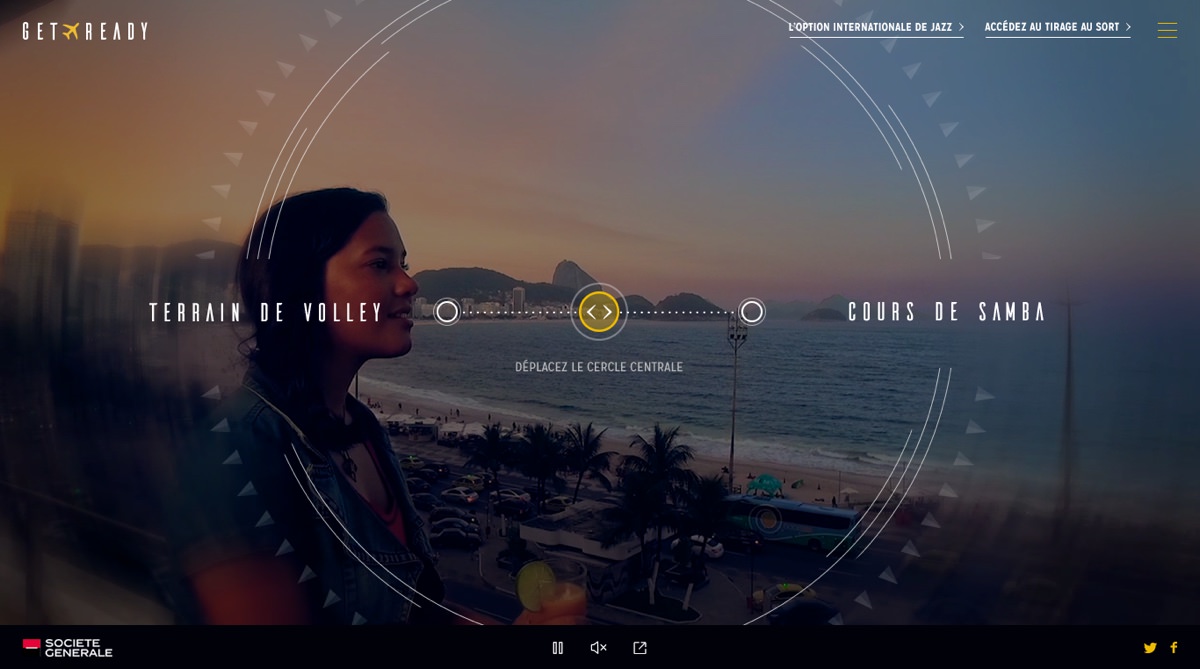 GET READY
L'OPTION INTERNATIONALE DE JAZZ
ACCÉDEZ AU TIRAGE AU SORT
TERRAIN DE VOLLEY
COURS DE SAMBA
DÉPLACEZ LE CERCLE CENTRALE
SOCIETE
GENERALE